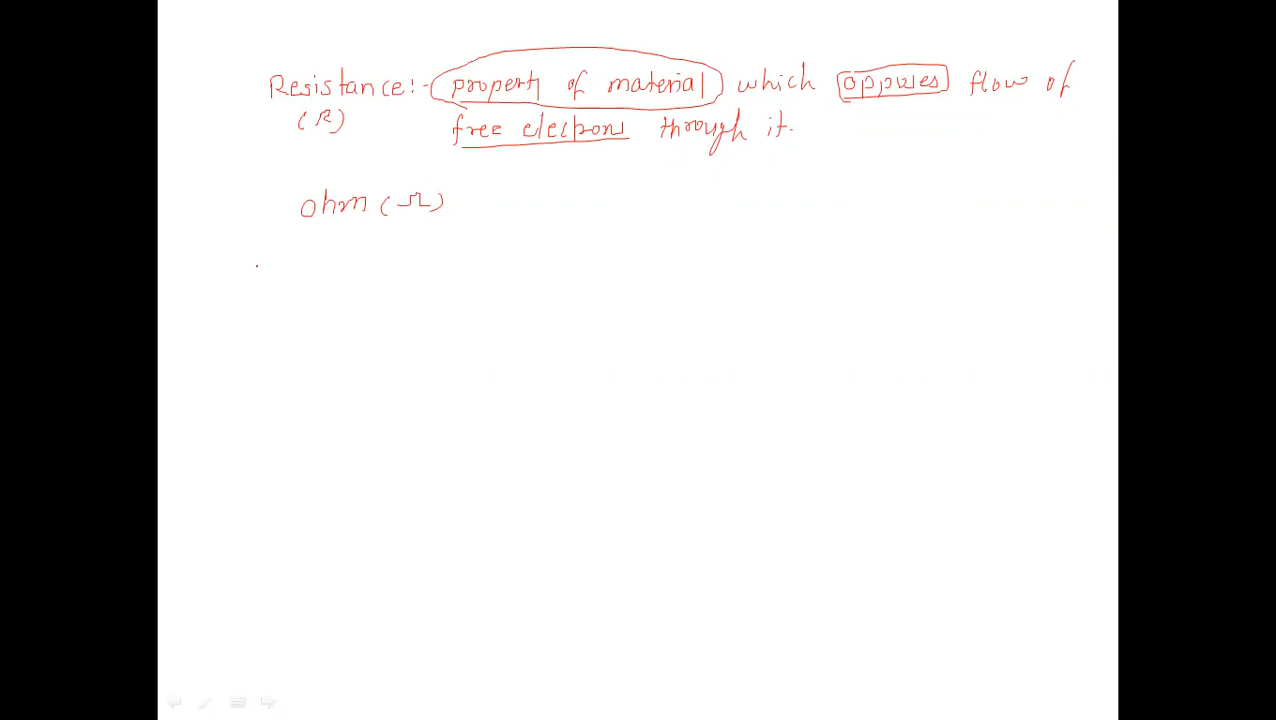 Resistance:- property of material which opposes flow of
(R) free electrons through it.
ohm (Ω)